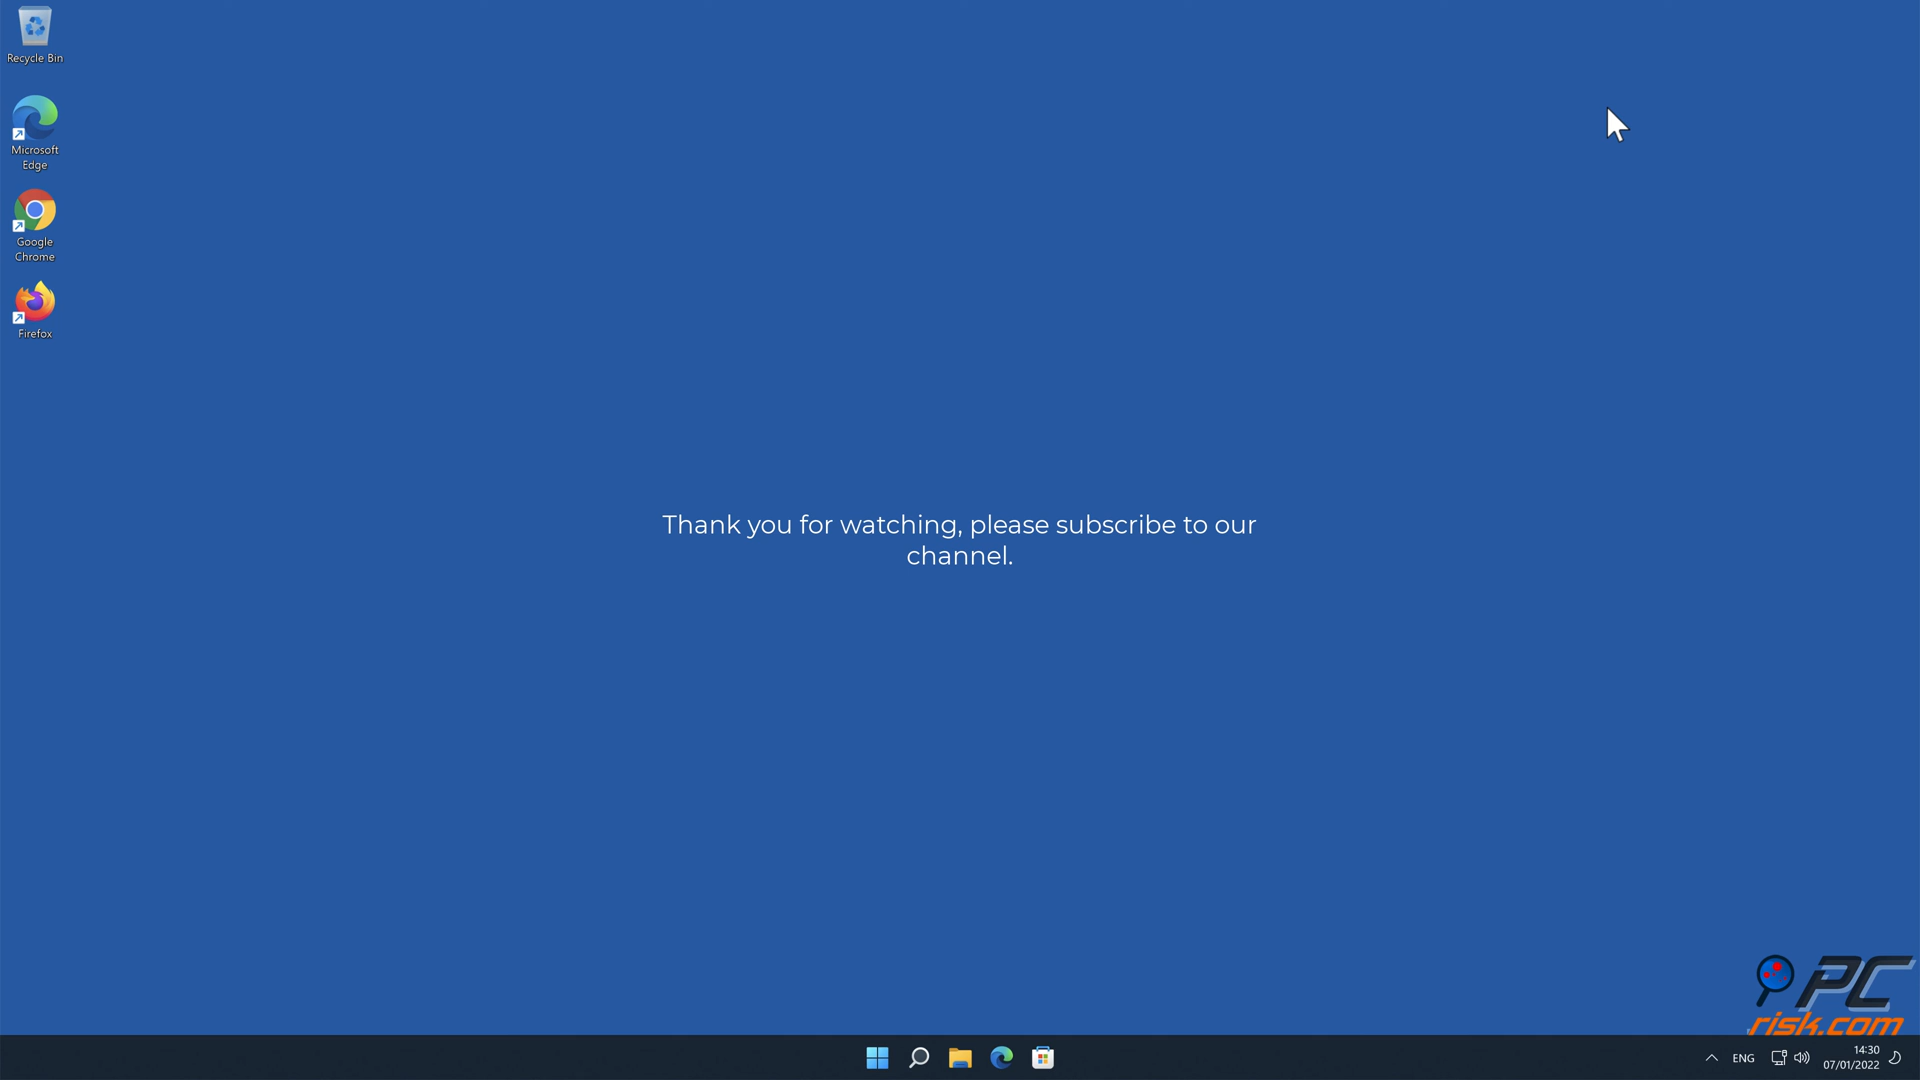 Recycle Bin
Microsoft
Edge
Google
Chrome
Firefox
Thank you for watching, please subscribe to our
channel.
PC
risk.com
ENG
14:30
07/01/2022